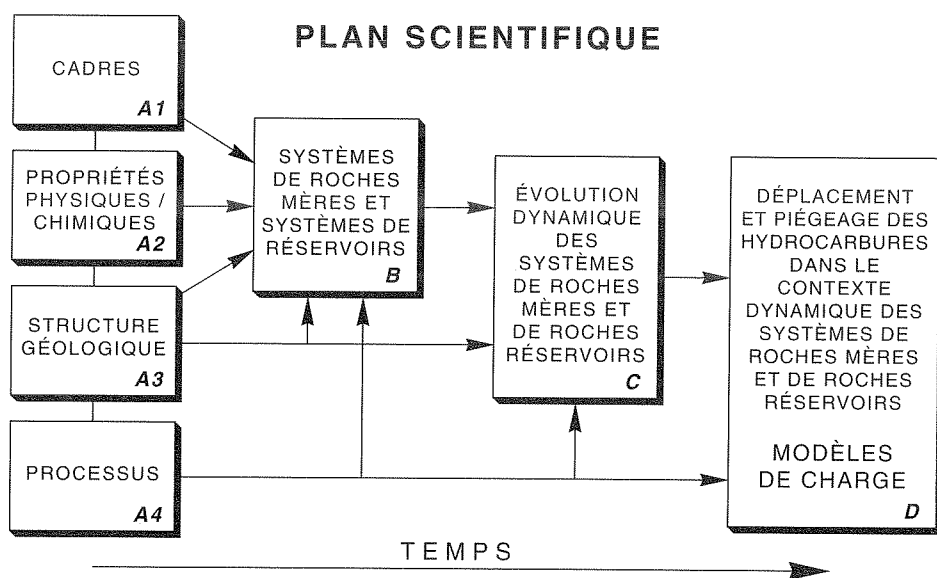 PLAN SCIENTIFIQUE
CADRES
A1
PROPRIÉTÉS
PHYSIQUES /
CHIMIQUES
A2
STRUCTURE
GÉOLOGIQUE
A3
PROCESSUS
A4
SYSTÈMES
DE ROCHES
MÈRES ET
SYSTÈMES DE
RÉSERVOIRS
B
ÉVOLUTION
DYNAMIQUE
DES
SYSTÈMES
DE ROCHES
MÈRES ET
DE ROCHES
RÉSERVOIRS
C
DÉPLACEMENT
ET PIÉGEAGE DES
HYDROCARBURES
DANS LE
CONTEXTE
DYNAMIQUE DES
SYSTÈMES DE
ROCHES MÈRES
ET DE ROCHES
RÉSERVOIRS
MODÈLES
DE CHARGE
D
TEMPS